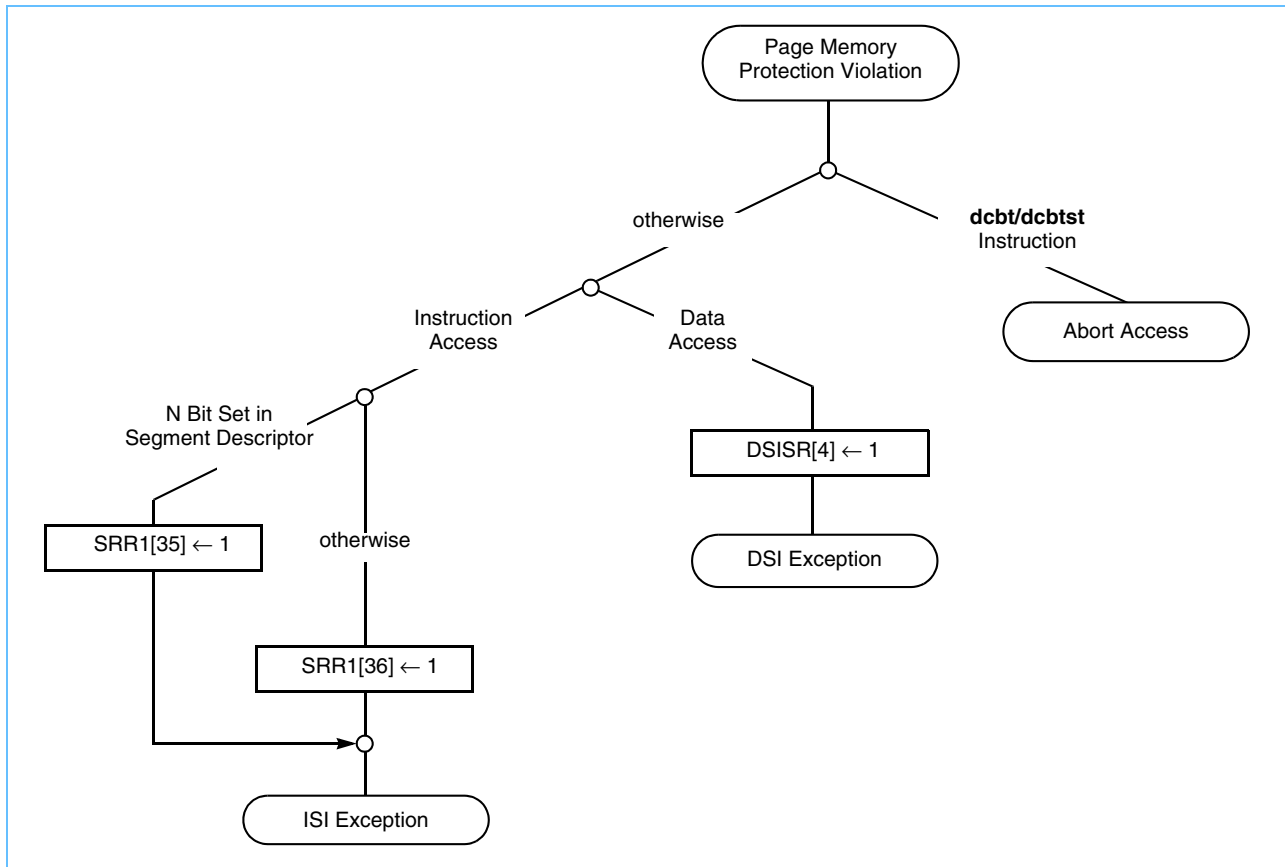 Page Memory
Protection Violation
otherwise
dcbt/dcbtst
Instruction
Instruction
Access
Data
Access
Abort Access
N Bit Set in
Segment Descriptor
DSISR[4] ← 1
SRR1[35] ← 1
otherwise
DSI Exception
SRR1[36] ← 1
ISI Exception